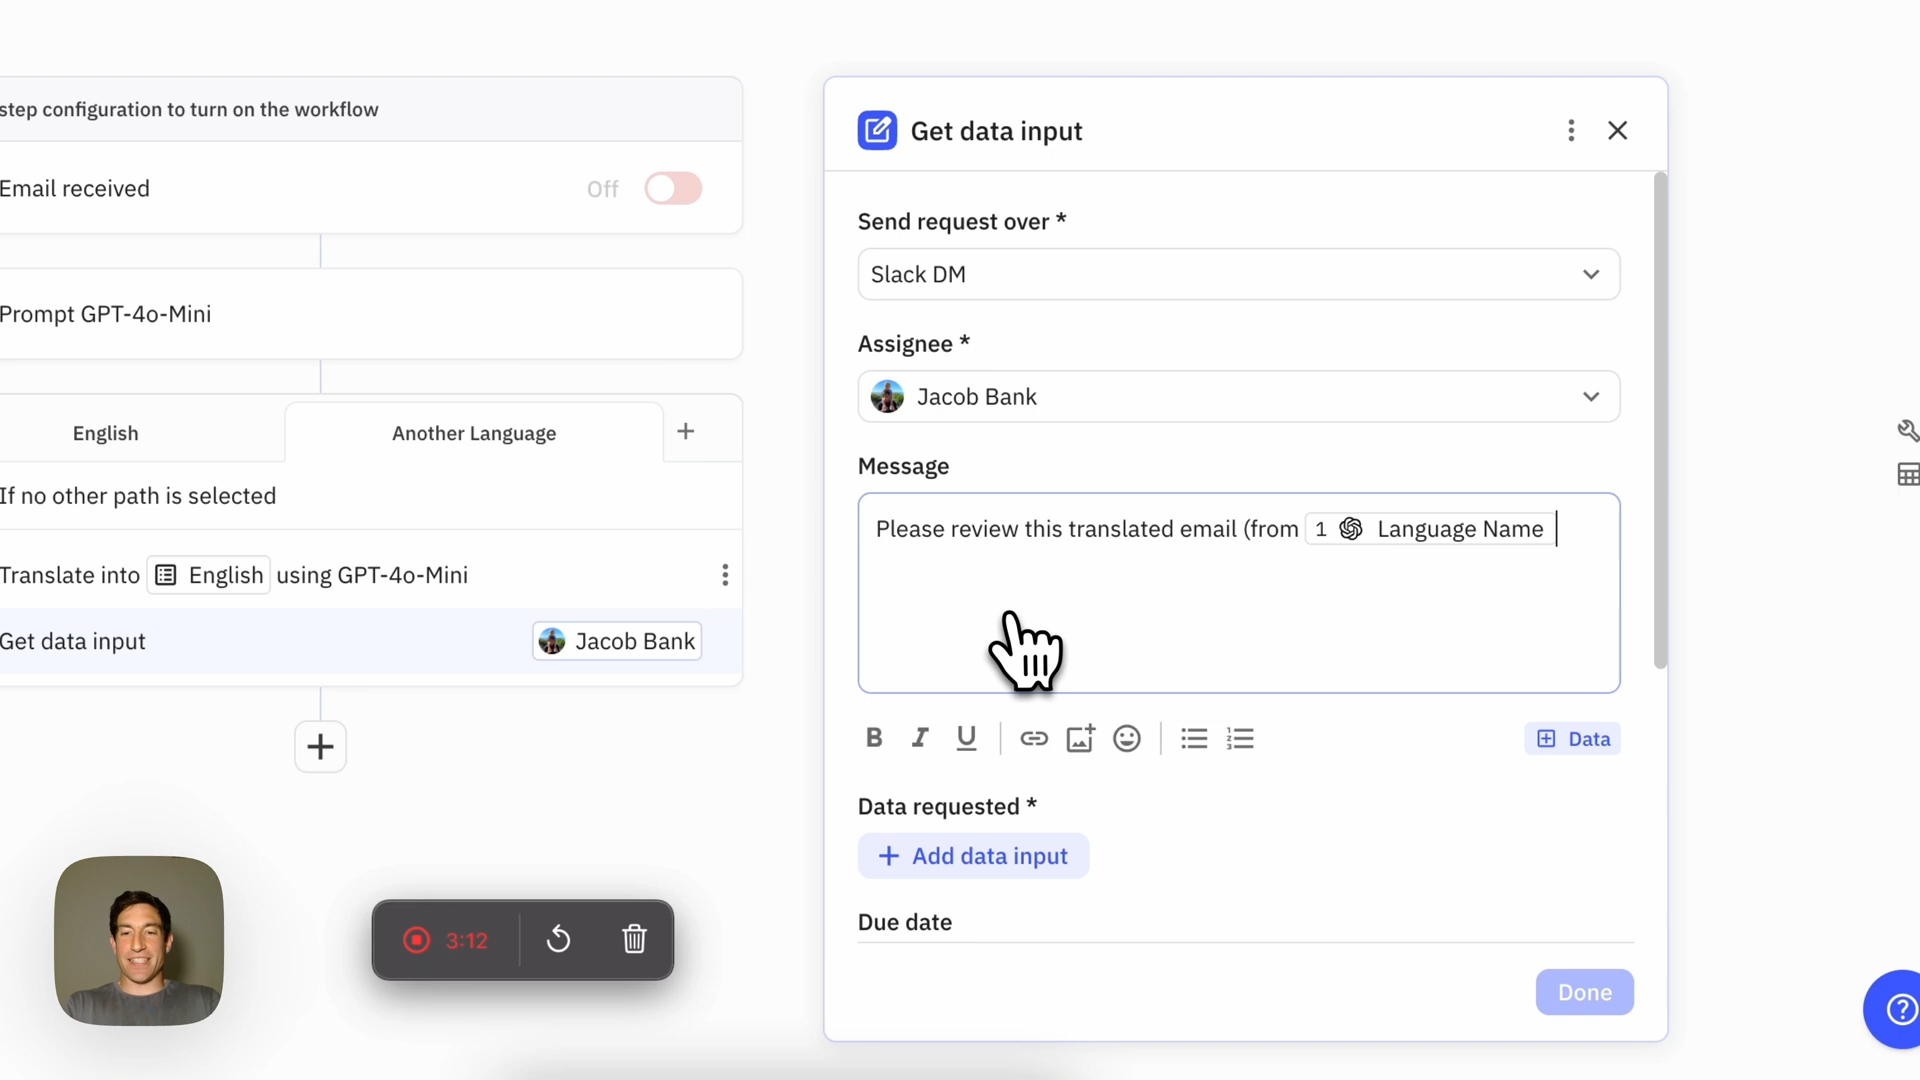 step configuration to turn on the workflow
Email received
Off
Prompt GPT-4o-Mini
English
Another Language
If no other path is selected
Translate into English using GPT-4o-Mini
Get data input
Jacob Bank
3:12
Get data input
Send request over *
Slack DM
Assignee *
Jacob Bank
Message
Please review this translated email (from 1 Language Name
B I U
Data
Data requested *
+ Add data input
Due date
Done